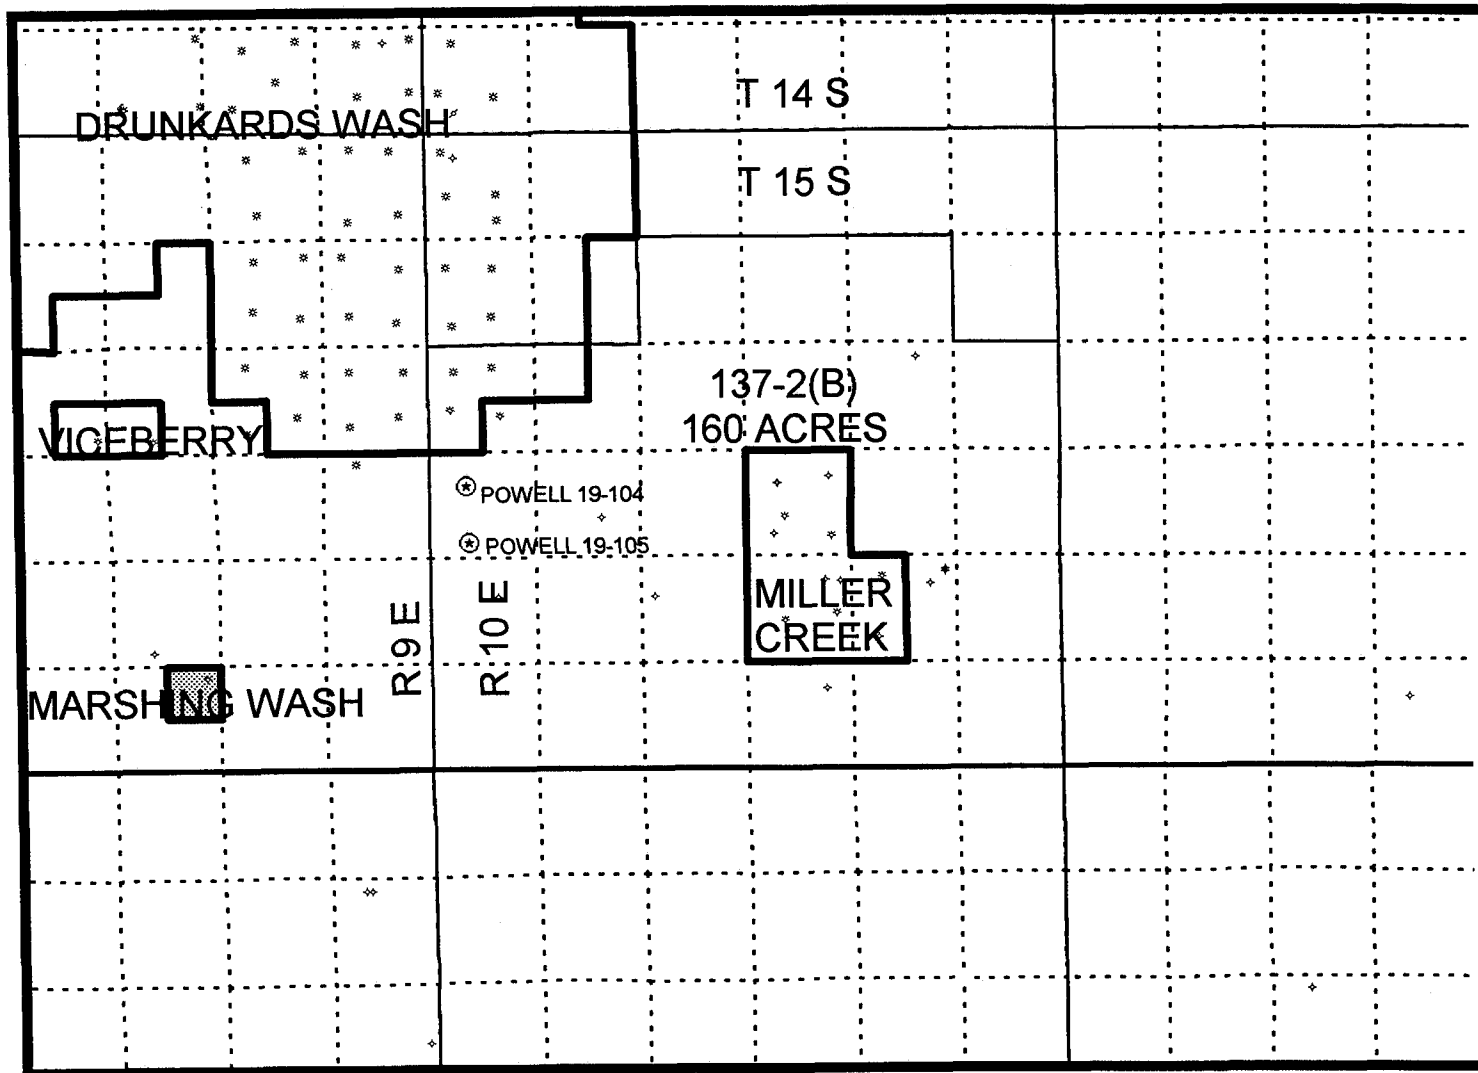 T 14 S
DRUNKARDS WASH
T 15 S
137-2(B)
160 ACRES
VICEBERRY
POWELL 19-104
POWELL 19-105
R 9 E
R 10 E
MILLER
CREEK
MARSHING WASH